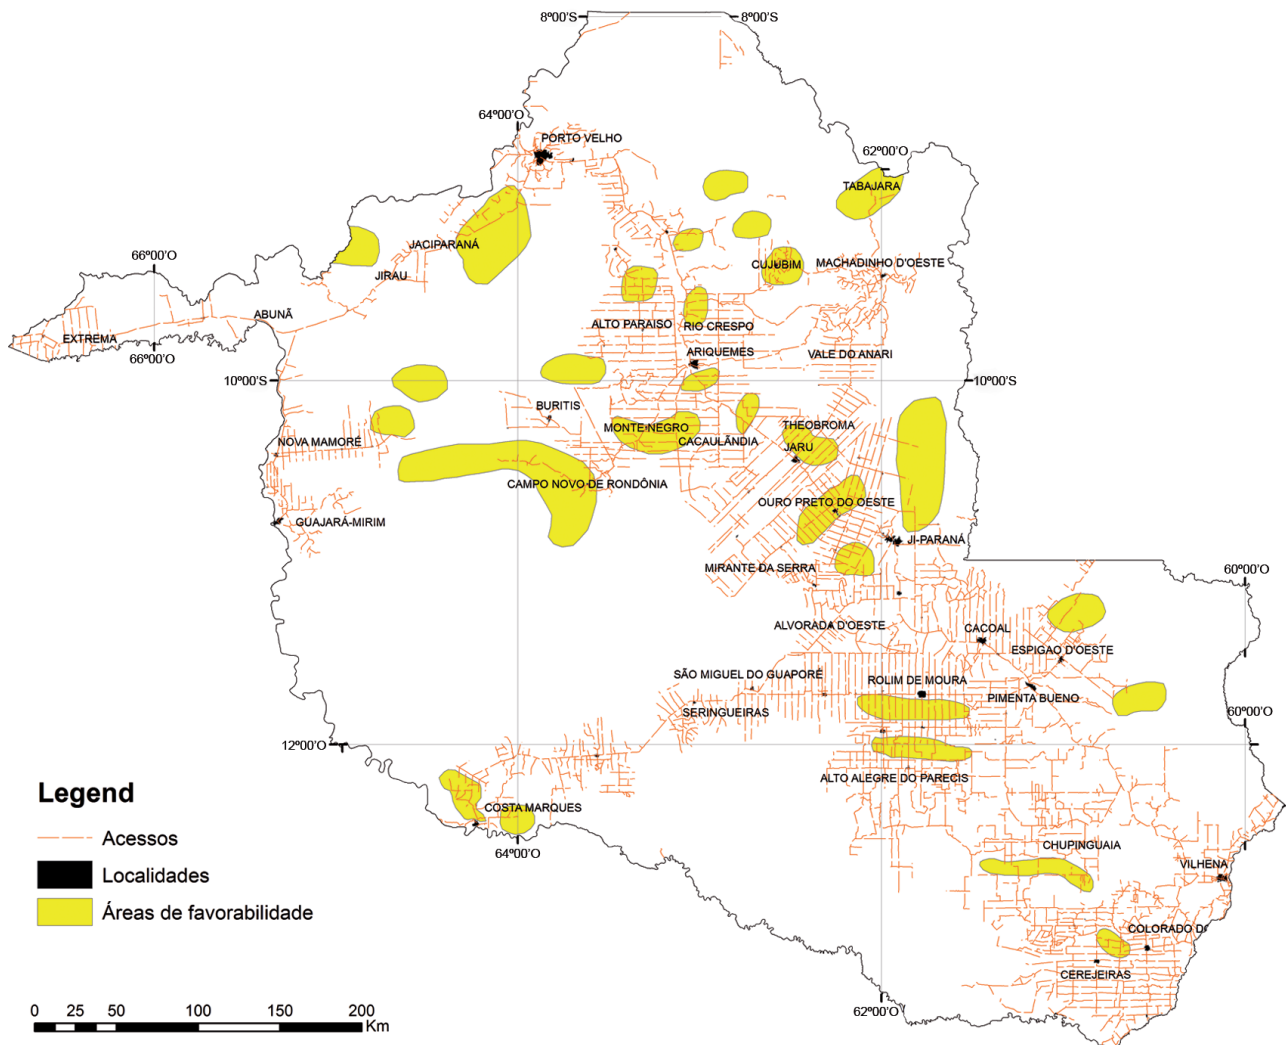 8º00'S
8º00'S
64º00'O
PORTO VELHO
62º00'O
TABAJARA
JACIPARANÁ
66º00'O
JIRAU
CUJUBIM
MACHADINHO D'OESTE
ABUNÃ
EXTREMA
66º00'O
ALTO PARAISO
RIO CRESPO
ARIQUEMES
VALE DO ANARI
10º00'S
10º00'S
BURITIS
NOVA MAMORÉ
MONTE NEGRO
CACAULÂNDIA
THEOBROMA
JARU
CAMPO NOVO DE RONDÔNIA
OURO PRETO DO OESTE
GUAJARÁ-MIRIM
JI-PARANÁ
MIRANTE DA SERRA
60º00'O
ALVORADA D'OESTE
CACOAL
ESPIGAO D'OESTE
SÃO MIGUEL DO GUAPORÉ
ROLIM DE MOURA
PIMENTA BUENO
SERINGUEIRAS
60º00'O
12º00'O
ALTO ALEGRE DO PARECIS
COSTA MARQUES
64º00'O
CHUPINGUAIA
VILHENA
COLORADO DO
CEREJEIRAS
62º00'O
Legend
Acessos
Localidades
Áreas de favorabilidade
0 25 50 100 150 200
Km